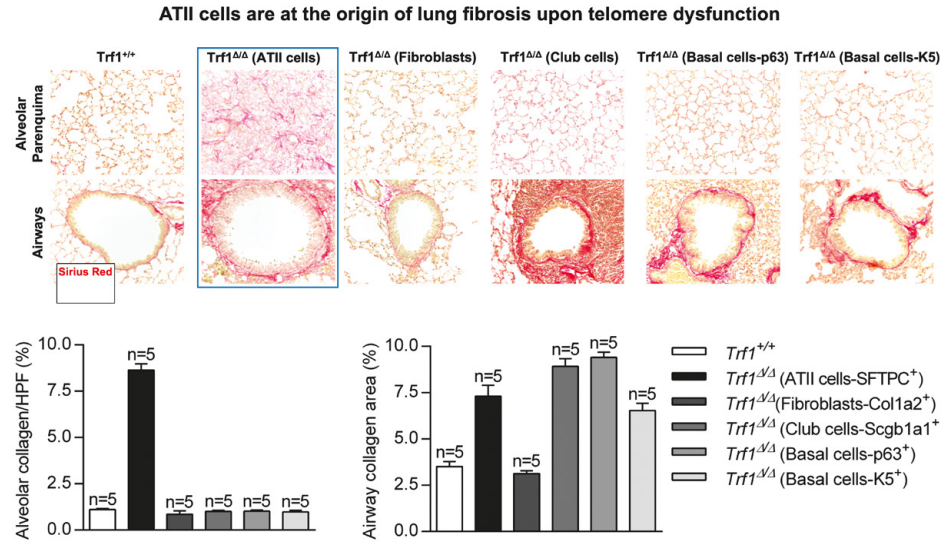 ATII cells are at the origin of lung fibrosis upon telomere dysfunction
Trf1+/+
Trf1Δ/Δ (ATII cells)
Trf1Δ/Δ (Fibroblasts)
Trf1Δ/Δ (Club cells)
Trf1Δ/Δ (Basal cells-p63)
Trf1Δ/Δ (Basal cells-K5)
Alveolar
Parenquima
Airways
Sirius Red
Alveolar collagen/HPF (%)
10.0
7.5
5.0
2.5
0.0
n=5
n=5
n=5
n=5
n=5
n=5
Airway collagen area (%)
10.0
7.5
5.0
2.5
0.0
n=5
n=5
n=5
n=5
n=5
n=5
Trf1+/+
Trf1Δ/Δ (ATII cells-SFTPC+)
Trf1Δ/Δ(Fibroblasts-Col1a2+)
Trf1Δ/Δ (Club cells-Scgb1a1+
Trf1Δ/Δ (Basal cells-p63+)
Trf1Δ/Δ (Basal cells-K5+)